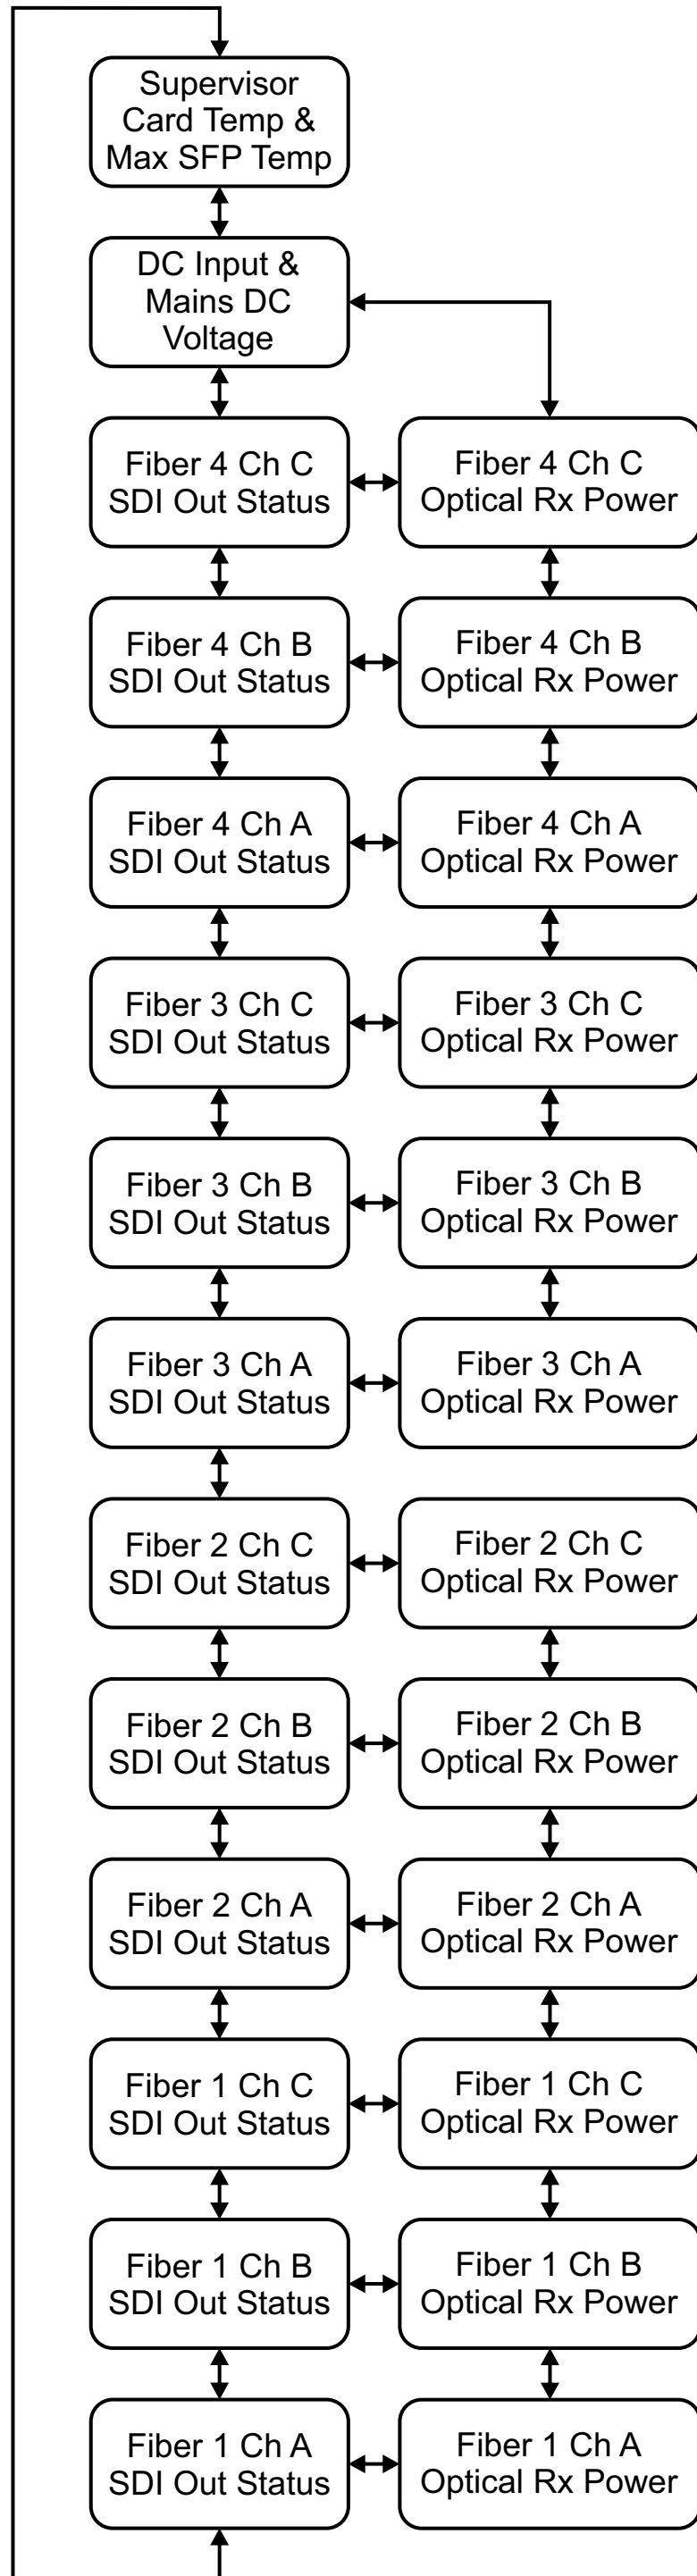 Supervisor
Card Temp &
Max SFP Temp
DC Input &
Mains DC
Voltage
Fiber 4 Ch C
SDI Out Status
Fiber 4 Ch C
Optical Rx Power
Fiber 4 Ch B
SDI Out Status
Fiber 4 Ch B
Optical Rx Power
Fiber 4 Ch A
SDI Out Status
Fiber 4 Ch A
Optical Rx Power
Fiber 3 Ch C
SDI Out Status
Fiber 3 Ch C
Optical Rx Power
Fiber 3 Ch B
SDI Out Status
Fiber 3 Ch B
Optical Rx Power
Fiber 3 Ch A
SDI Out Status
Fiber 3 Ch A
Optical Rx Power
Fiber 2 Ch C
SDI Out Status
Fiber 2 Ch C
Optical Rx Power
Fiber 2 Ch B
SDI Out Status
Fiber 2 Ch B
Optical Rx Power
Fiber 2 Ch A
SDI Out Status
Fiber 2 Ch A
Optical Rx Power
Fiber 1 Ch C
SDI Out Status
Fiber 1 Ch C
Optical Rx Power
Fiber 1 Ch B
SDI Out Status
Fiber 1 Ch B
Optical Rx Power
Fiber 1 Ch A
SDI Out Status
Fiber 1 Ch A
Optical Rx Power